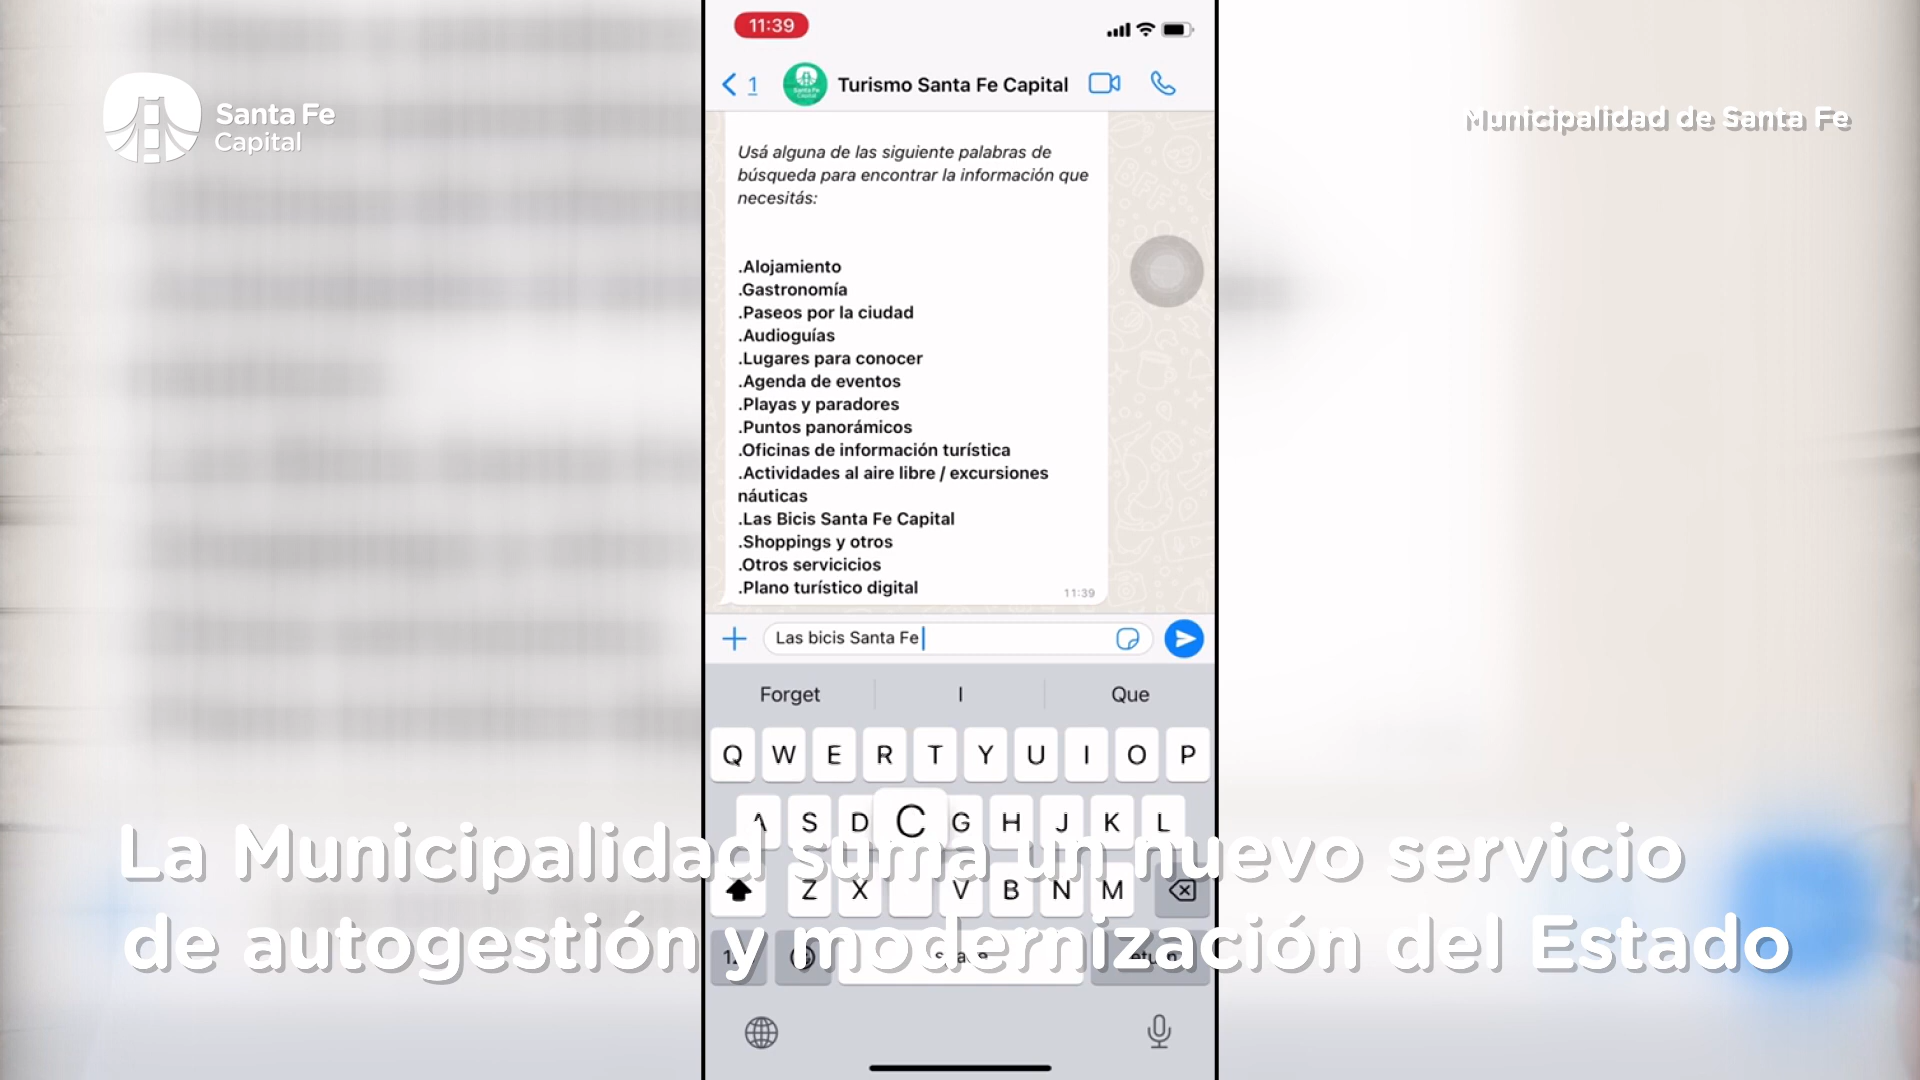 11:39
1
Turismo Santa Fe Capital
Santa Fe
Capital
Santa Fe
Capital
Municipalidad de Santa Fe
Usá alguna de las siguiente palabras de
búsqueda para encontrar la información que
necesitás:
.Alojamiento
.Gastronomía
.Paseos por la ciudad
.Audioguías
.Lugares para conocer
.Agenda de eventos
.Playas y paradores
.Puntos panorámicos
.Oficinas de información turística
.Actividades al aire libre / excursiones
náuticas
.Las Bicis Santa Fe Capital
.Shoppings y otros
.Otros servicicios
.Plano turístico digital
11:39
Las bicis Santa Fe
Forget I Que
Q W E R T Y U I O P
A S D C G H J K L
La Municipalidad suma un nuevo servicio
Z X V B N M
de autogestión y modernización del Estado